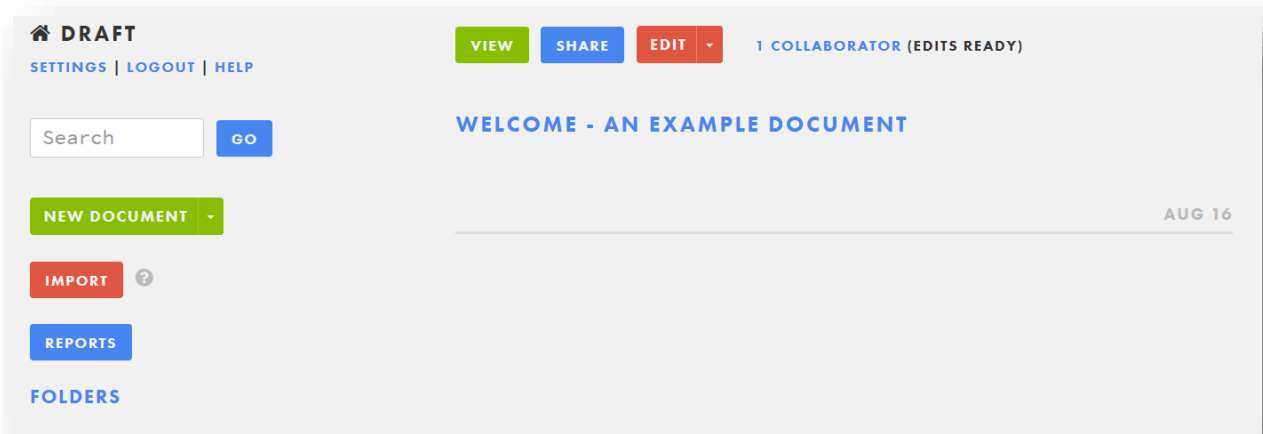 DRAFT
SETTINGS | LOGOUT | HELP
Search GO
NEW DOCUMENT
IMPORT ?
REPORTS
FOLDERS
VIEW SHARE EDIT 1 COLLABORATOR (EDITS READY)
WELCOME - AN EXAMPLE DOCUMENT
AUG 16